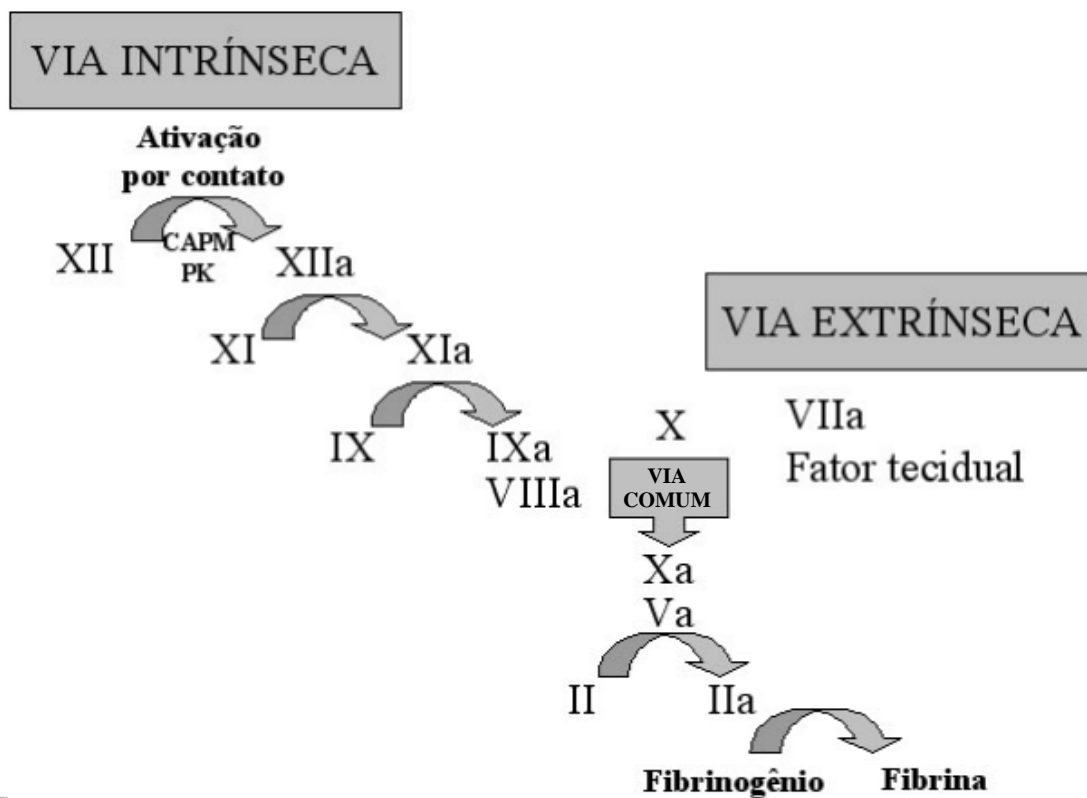 VIA INTRÍNSECA
Ativação
por contato
XII
CAPM
PK
XIIa
XI
XIa
IX
IXa
VIIIa
VIA EXTRÍNSECA
VIIa
Fator tecidual
X
VIA
COMUM
Xa
Va
II
IIa
Fibrinogênio
Fibrina